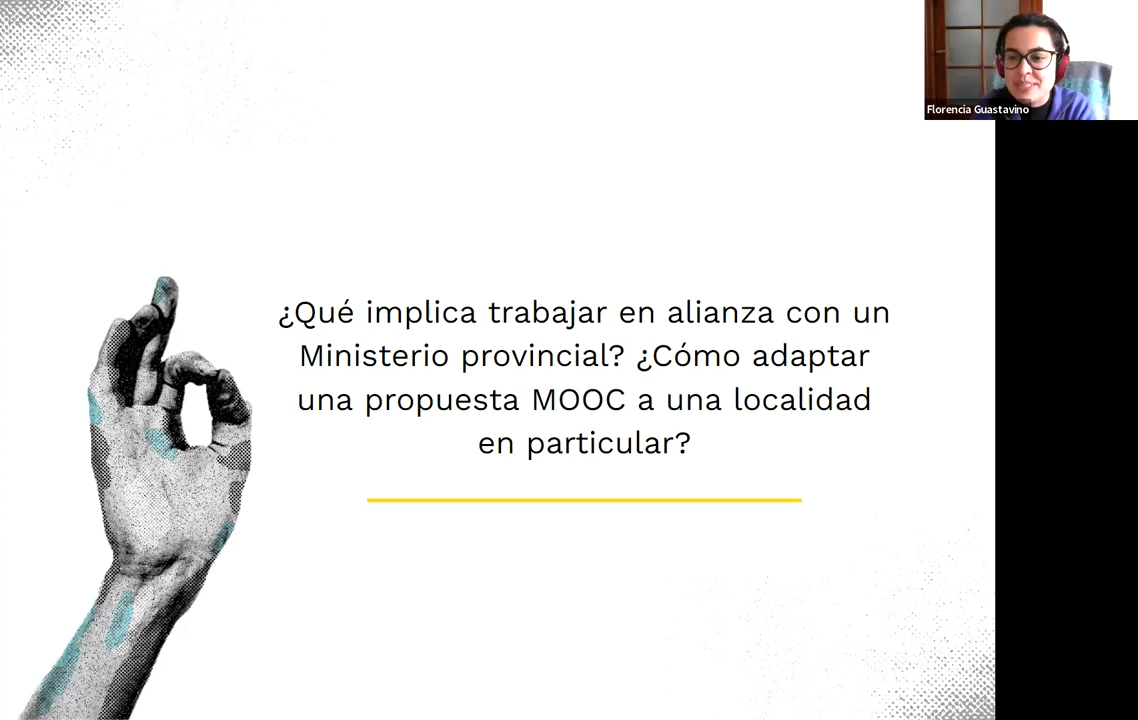 Florencia Guastavino
¿Qué implica trabajar en alianza con un
Ministerio provincial? ¿Cómo adaptar
una propuesta MOOC a una localidad
en particular?